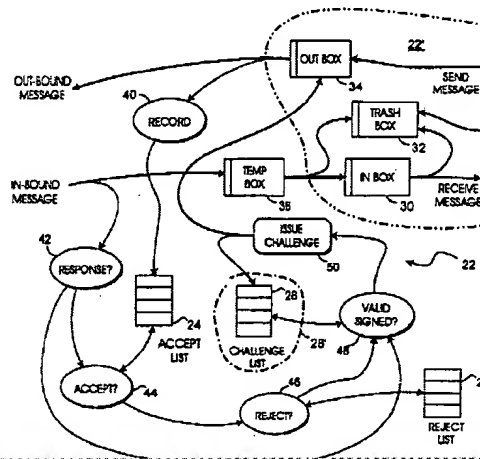 OUT BOX
22'
OUT-BOUND
MESSAGE
34
SEND
MESSAGE
40
RECORD
TRASH
BOX
32
IN-BOUND
MESSAGE
TEMP
BOX
IN BOX
30
RECEIVE
MESSAGE
42
RESPONSE?
ISSUE
CHALLENGE
50
22
28
24
ACCEPT
LIST
VALID
SIGNED?
28'
CHALLENGE
LIST
ACCEPT?
44
46
REJECT?
REJECT
LIST